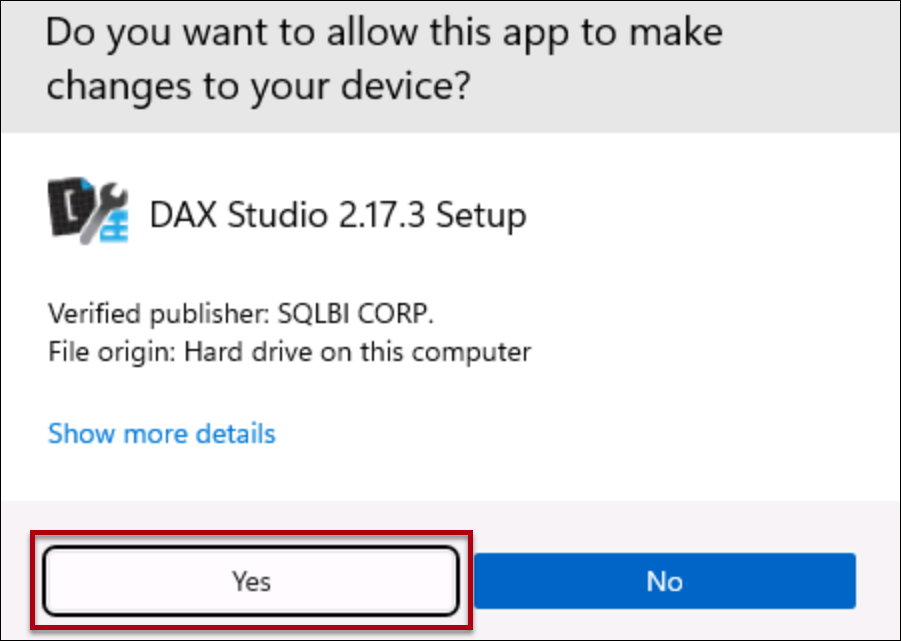 Do you want to allow this app to make
changes to your device?
DAX Studio 2.17.3 Setup
Verified publisher: SQLBI CORP.
File origin: Hard drive on this computer
Show more details
Yes
No